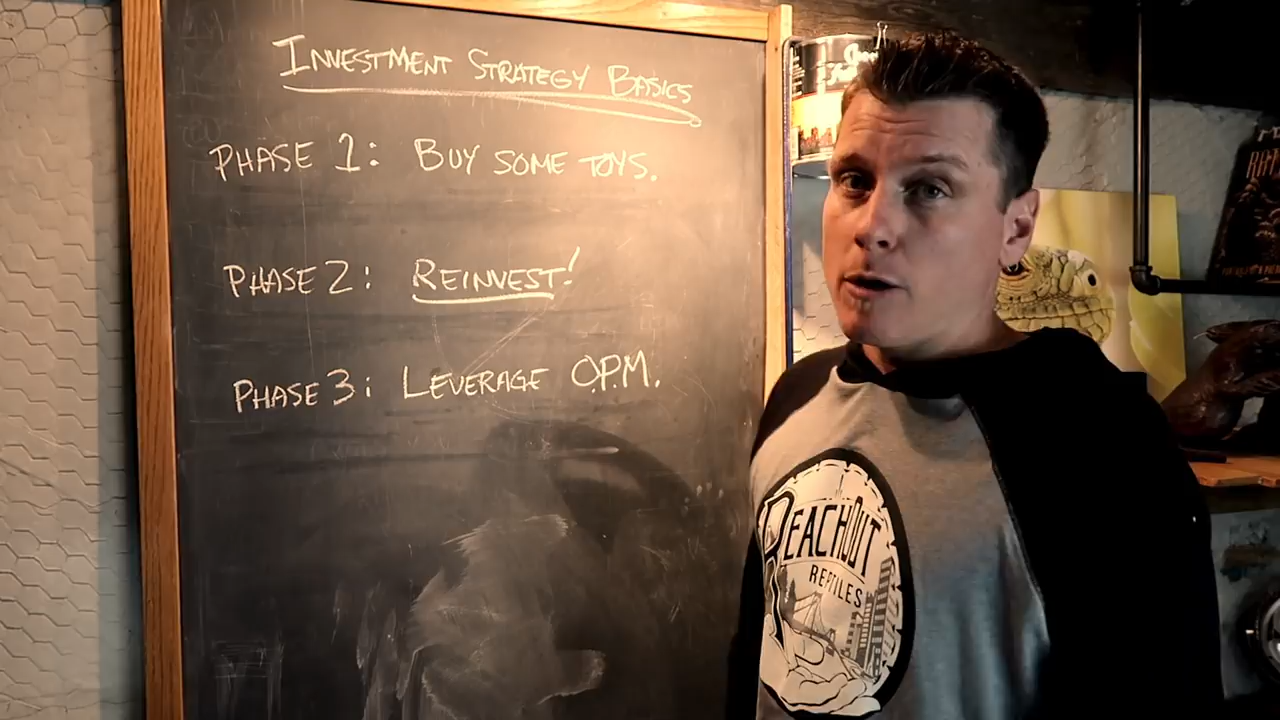 INVESTMENT STRATEGY BASICS
PHASE 1: BUY SOME TOYS.
PHASE 2: REINVEST!
PHASE 3: LEVERAGE O.P.M.
REACHOUT
REPTILES